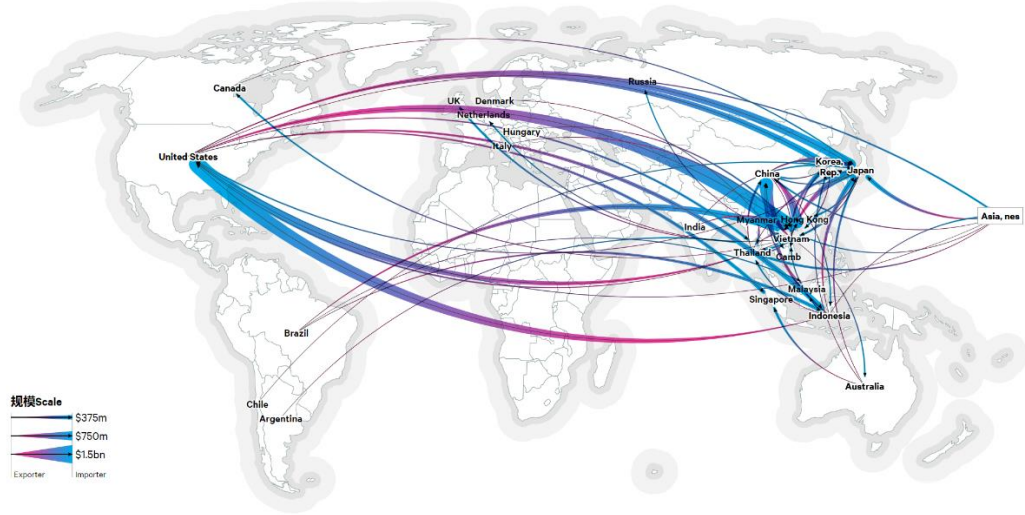 Canada
Russia
UK
Denmark
Netherlands
Hungary
Italy
United States
Korea,
Rep.
Japan
China
Asia, nes
Myanmar
Hong Kong
India
Vietnam
Thailand
Camb
Malaysia
Singapore
Indonesia
Brazil
Australia
Chile
Argentina
规模Scale
$375m
$750m
$1.5bn
Exporter
Importer